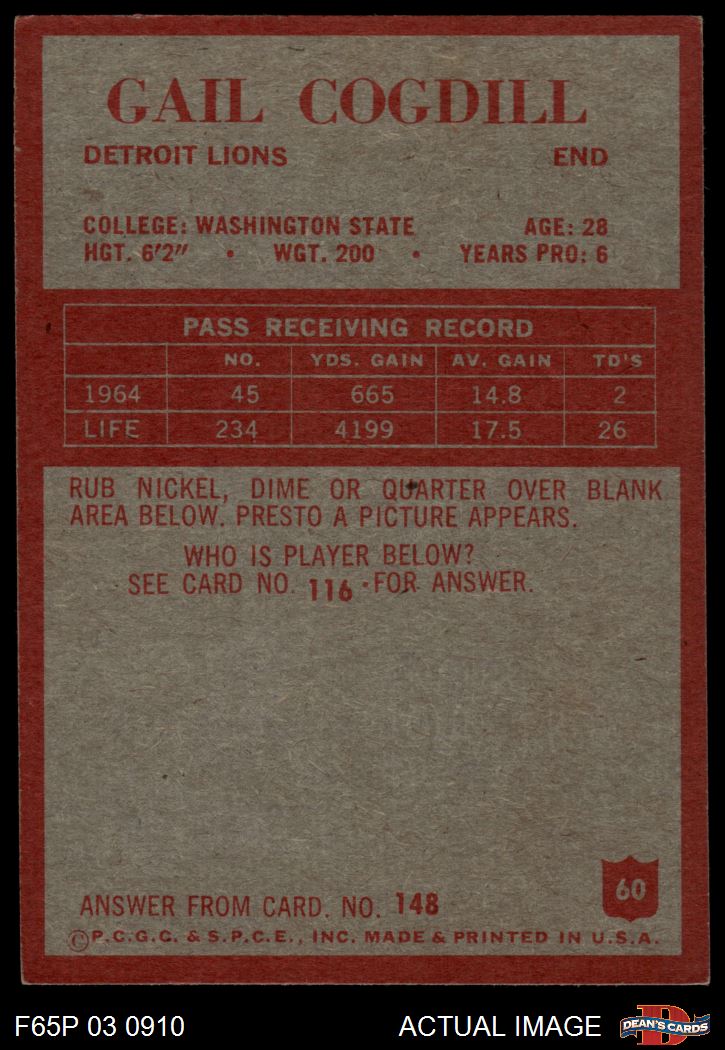 GAIL COGDILL
DETROIT LIONS END
COLLEGE: WASHINGTON STATE AGE: 28
HGT. 6'2" • WGT. 200 • YEARS PRO: 6
PASS RECEIVING RECORD
NO. YDS. GAIN AV. GAIN TD'S
1964 45 665 14.8 2
LIFE 234 4199 17.5 26
RUB NICKEL, DIME OR QUARTER OVER BLANK
AREA BELOW. PRESTO A PICTURE APPEARS.
WHO IS PLAYER BELOW?
SEE CARD NO. 116 • FOR ANSWER.
60
ANSWER FROM CARD. NO. 148
©P.C.G.C. & S.P.C.E., INC. MADE & PRINTED IN U.S.A.
F65P 03 0910 ACTUAL IMAGE D DEAN'S CARDS